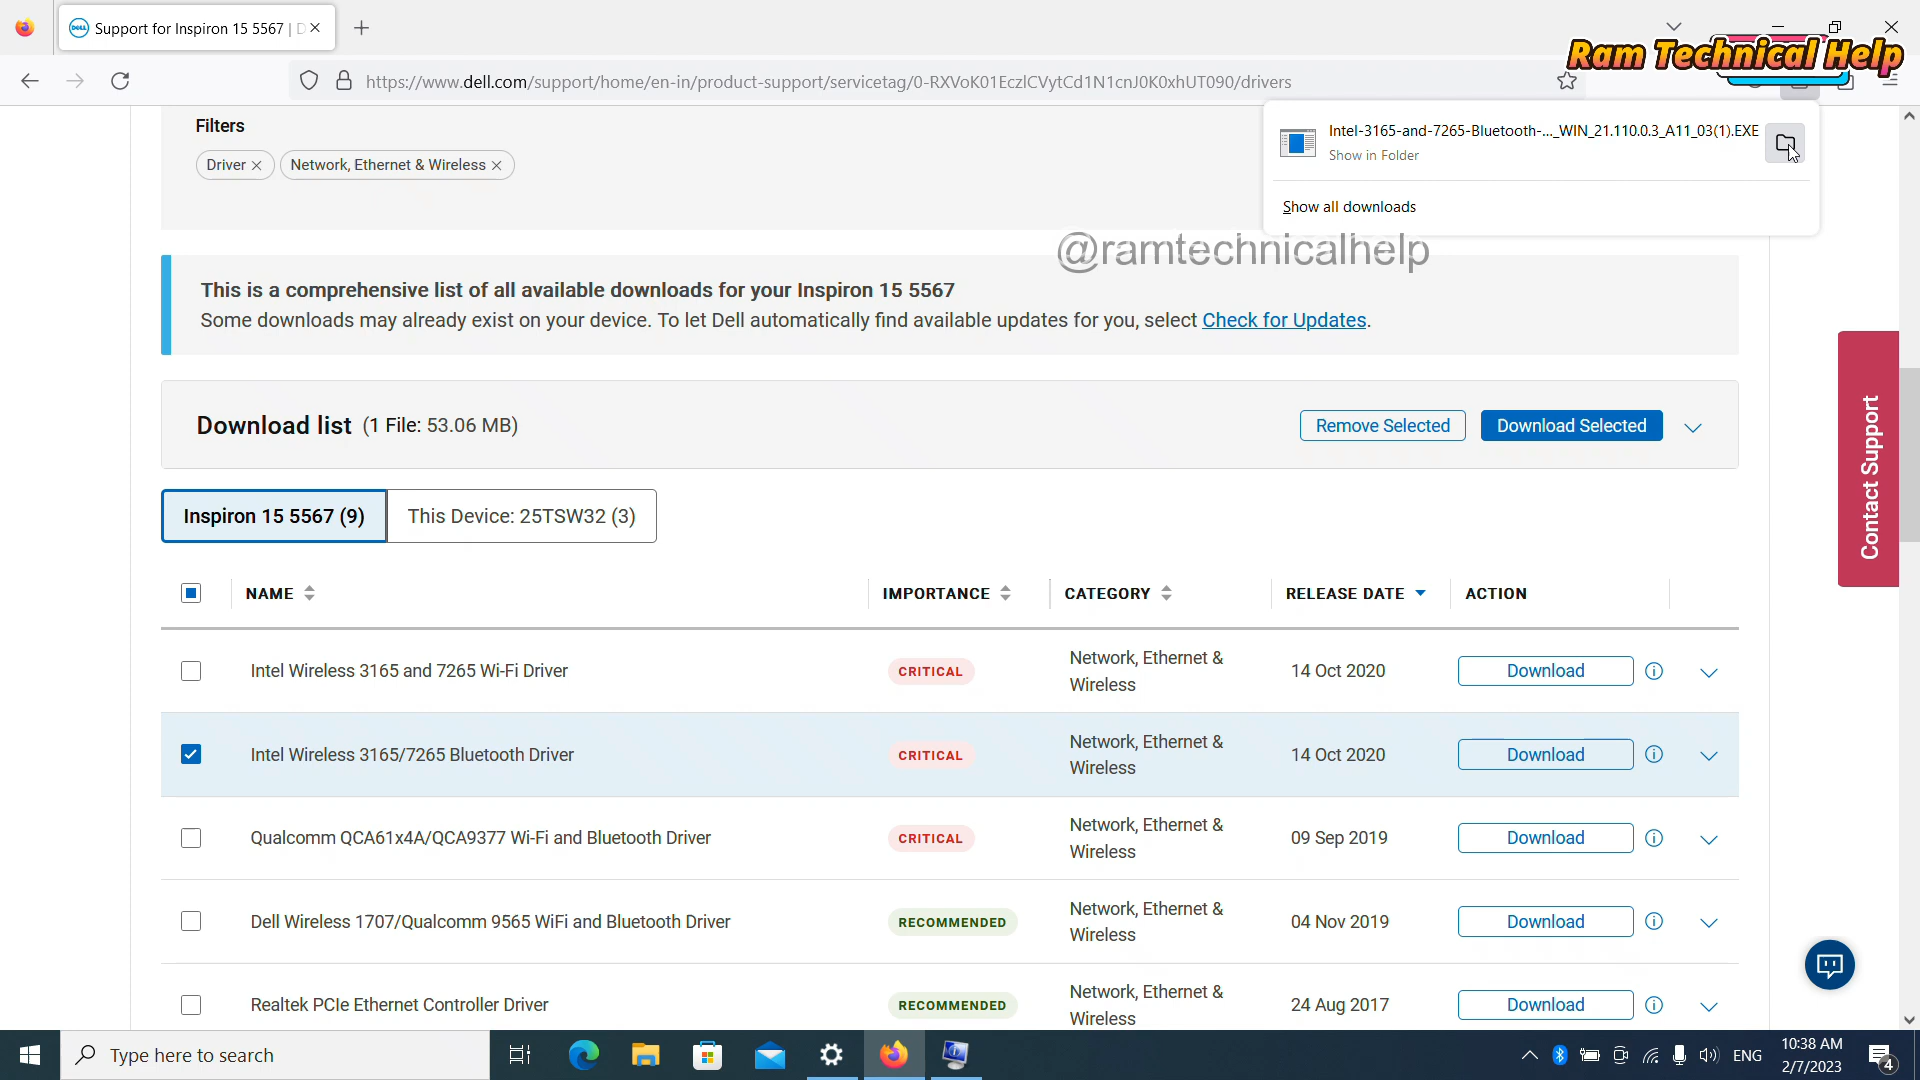 Support for Inspiron 15 5567 | D
Ram Technical Help
https://www.dell.com/support/home/en-in/product-support/servicetag/0-RXVoK01EczlCVytCd1N1cnJ0K0xhUT090/drivers
Intel-3165-and-7265-Bluetooth-..._WIN_21.110.0.3_A11_03(1).EXE
Show in Folder
Show all downloads
Filters
Driver
Network, Ethernet & Wireless
@ramtechnicalhelp
This is a comprehensive list of all available downloads for your Inspiron 15 5567
Some downloads may already exist on your device. To let Dell automatically find available updates for you, select Check for Updates.
Download list (1 File: 53.06 MB)
Remove Selected
Download Selected
Contact Support
Inspiron 15 5567 (9)
This Device: 25TSW32 (3)
NAME IMPORTANCE CATEGORY RELEASE DATE ACTION
Intel Wireless 3165 and 7265 Wi-Fi Driver CRITICAL Network, Ethernet & Wireless 14 Oct 2020 Download
Intel Wireless 3165/7265 Bluetooth Driver CRITICAL Network, Ethernet & Wireless 14 Oct 2020 Download
Qualcomm QCA61x4A/QCA9377 Wi-Fi and Bluetooth Driver CRITICAL Network, Ethernet & Wireless 09 Sep 2019 Download
Dell Wireless 1707/Qualcomm 9565 WiFi and Bluetooth Driver RECOMMENDED Network, Ethernet & Wireless 04 Nov 2019 Download
Realtek PCIe Ethernet Controller Driver RECOMMENDED Network, Ethernet & Wireless 24 Aug 2017 Download
Type here to search
ENG
10:38 AM
2/7/2023
4